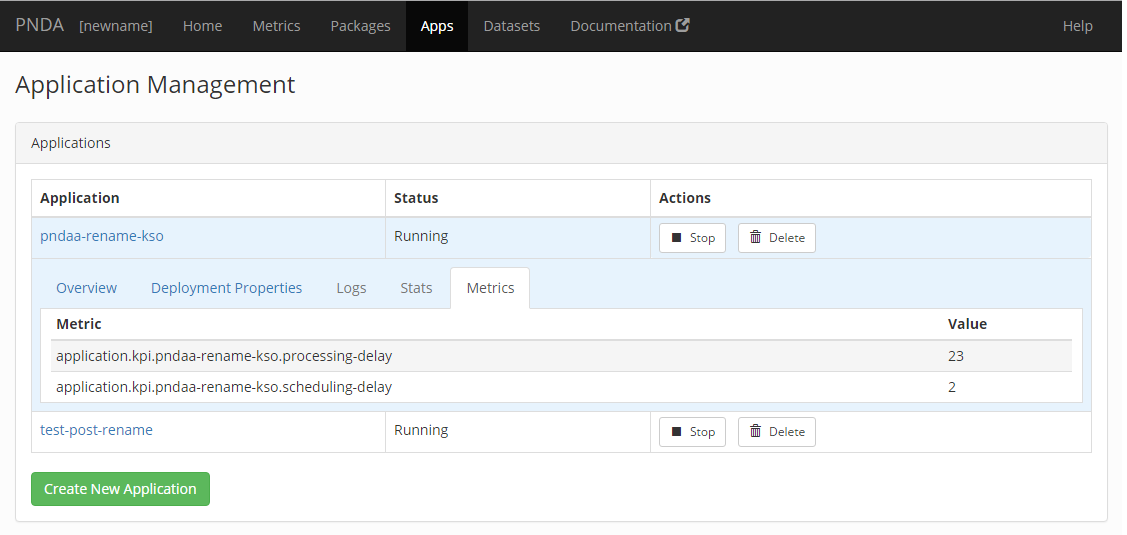 PNDA [newname] Home Metrics Packages Apps Datasets Documentation Help
Application Management
Applications
Application Status Actions
pndaa-rename-kso Running Stop Delete
Overview Deployment Properties Logs Stats Metrics
Metric Value
application.kpi.pndaa-rename-kso.processing-delay 23
application.kpi.pndaa-rename-kso.scheduling-delay 2
test-post-rename Running Stop Delete
Create New Application